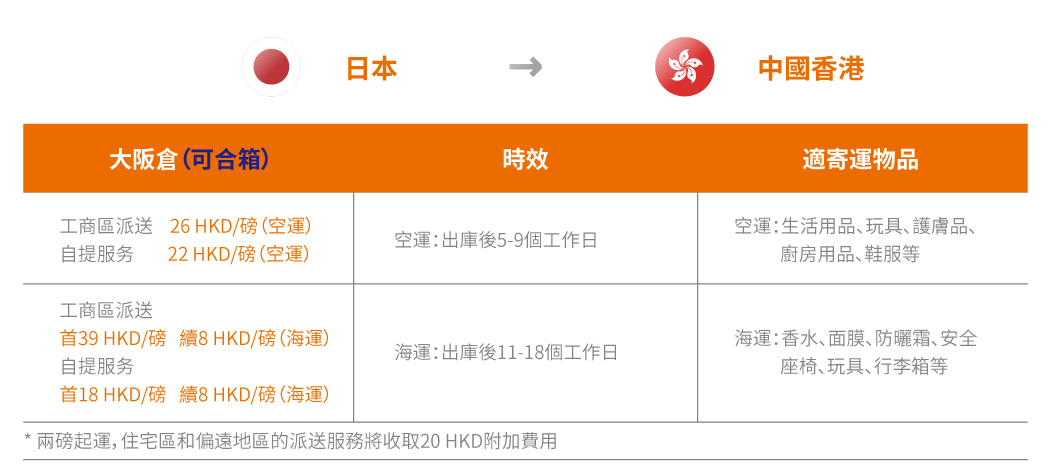 日本 → 中國香港
大阪倉(可合箱) 時效 適寄運物品
工商區派送 26 HKD/磅(空運)
自提服务 22 HKD/磅(空運)
空運:出庫後5-9個工作日
空運:生活用品、玩具、護膚品、
廚房用品、鞋服等
工商區派送
首39 HKD/磅 續8 HKD/磅(海運)
自提服务
首18 HKD/磅 續8 HKD/磅(海運)
海運:出庫後11-18個工作日
海運:香水、面膜、防曬霜、安全
座椅、玩具、行李箱等
* 兩磅起運,住宅區和偏遠地區的派送服務將收取20 HKD附加費用